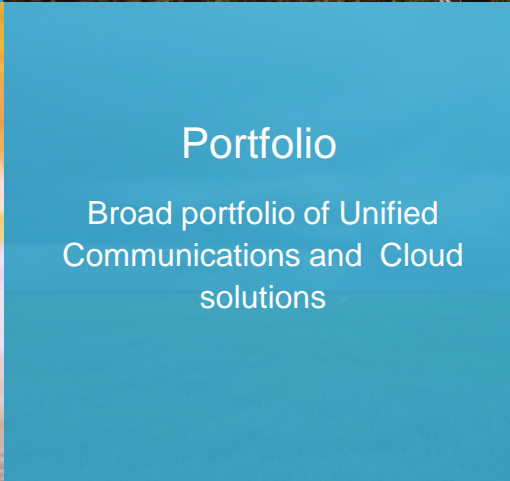 Portfolio
Broad portfolio of Unified
Communications and  Cloud
solutions